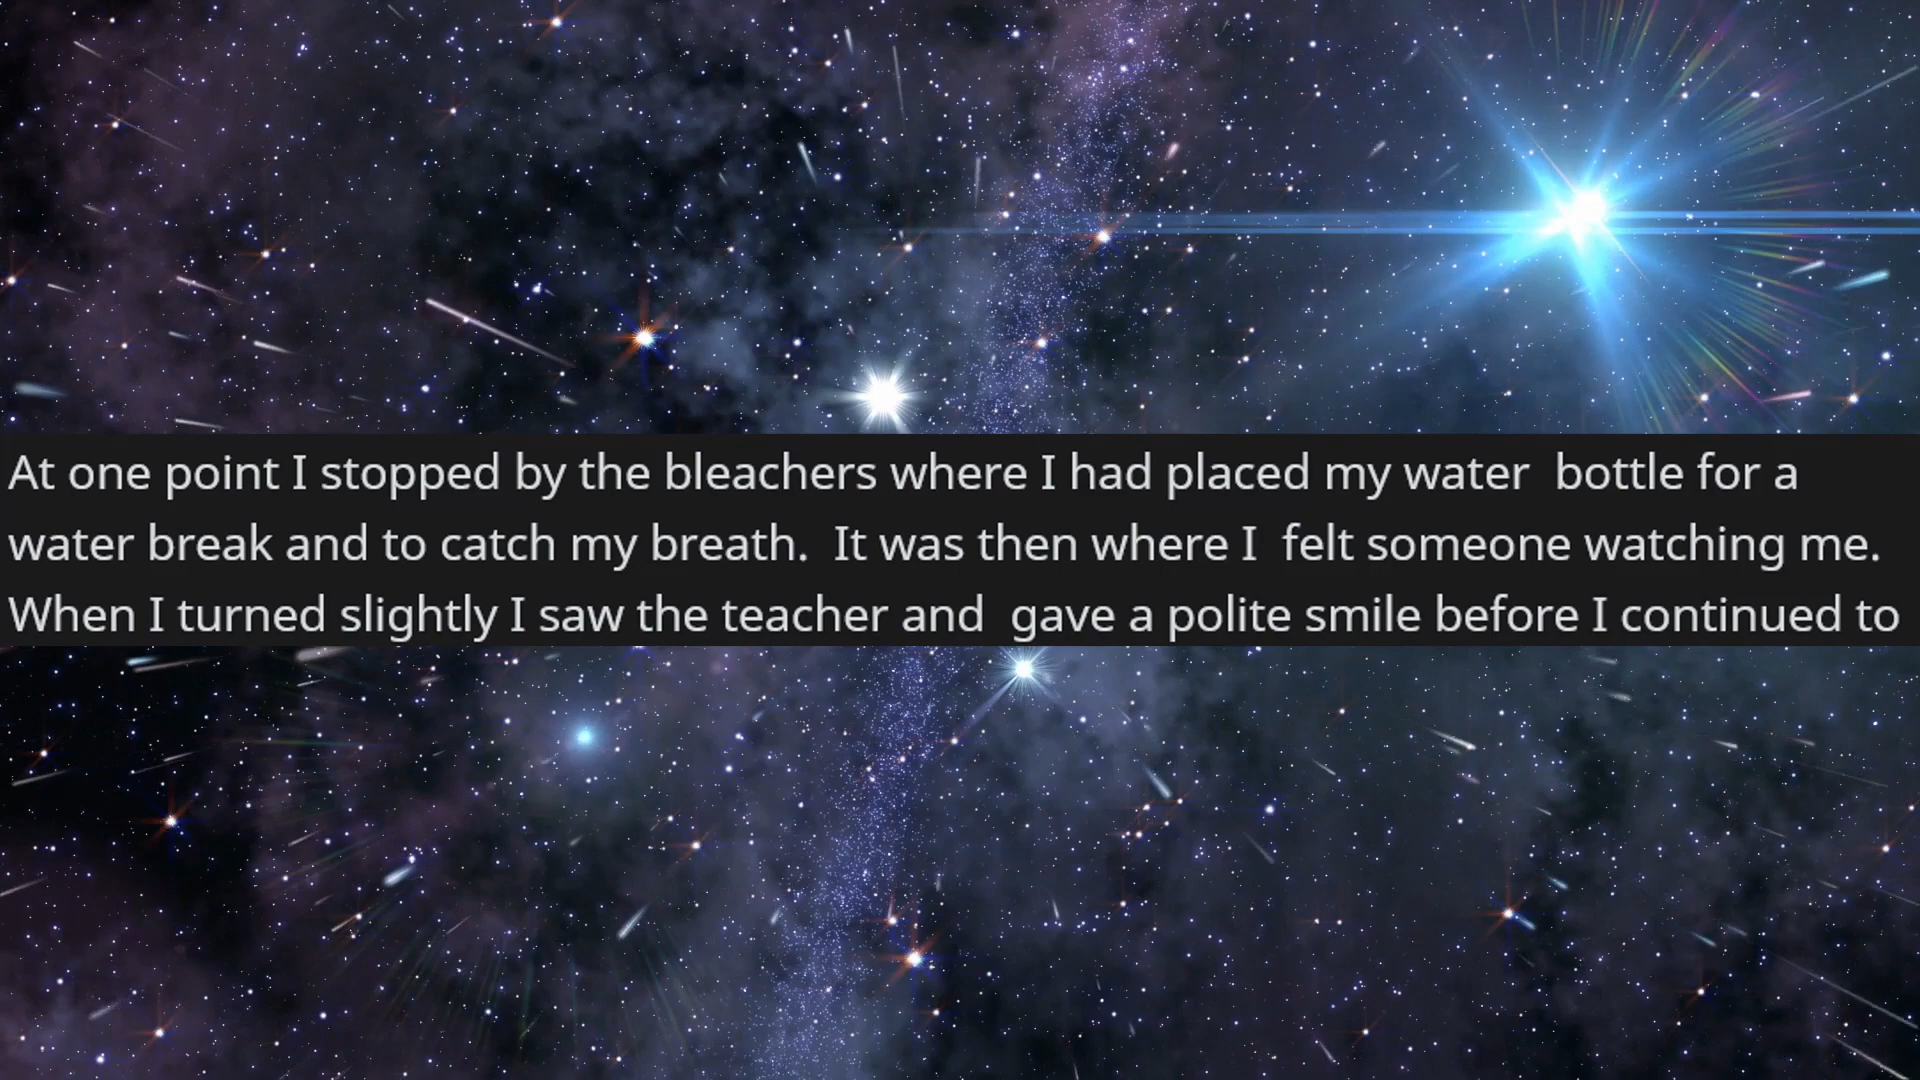 At one point I stopped by the bleachers where I had placed my water  bottle for a
water break and to catch my breath.  It was then where I  felt someone watching me.
When I turned slightly I saw the teacher and  gave a polite smile before I continued to